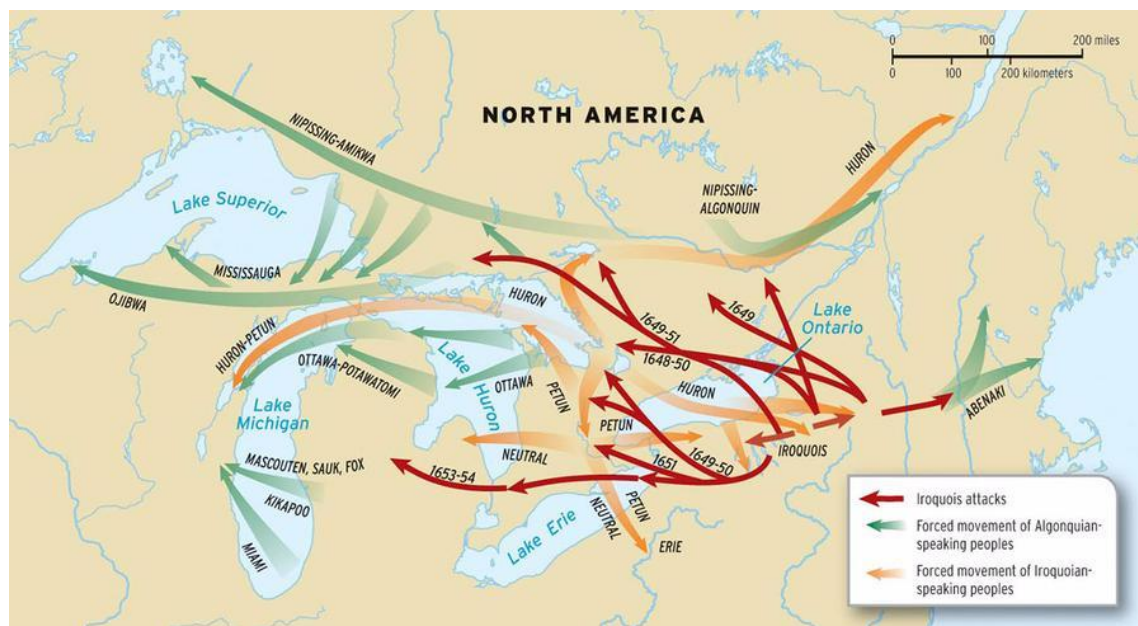 0 100 200 miles
0 100 200 kilometers
NORTH AMERICA
NIPISSING-AMIKWA
HURON
NIPISSING-
ALGONQUIN
Lake Superior
MISSISSAUGA
OJIBWA
HURON
Lake
Ontario
1649
1649-51
1648-50
HURON-PETUN
OTTAWA-POTAWATOMI
Lake
Huron
OTTAWA
PETUN
HURON
ABENAKI
Lake
Michigan
PETUN
IROQUOIS
NEUTRAL
1651
1649-50
MASCOUTEN, SAUK, FOX
1653-54
KIKAPOO
PETUN
NEUTRAL
MIAMI
Lake Erie
ERIE
Iroquois attacks
Forced movement of Algonquian-
speaking peoples
Forced movement of Iroquoian-
speaking peoples